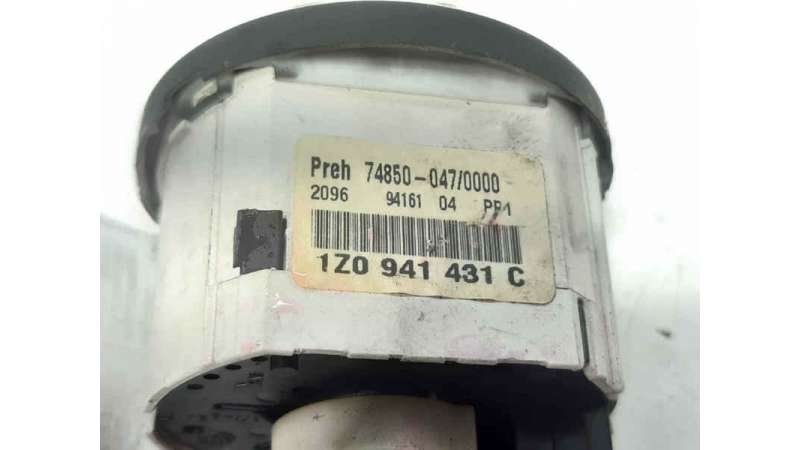 Preh 74850-047/0000
2096 94161 04 PP1
1Z0 941 431 C